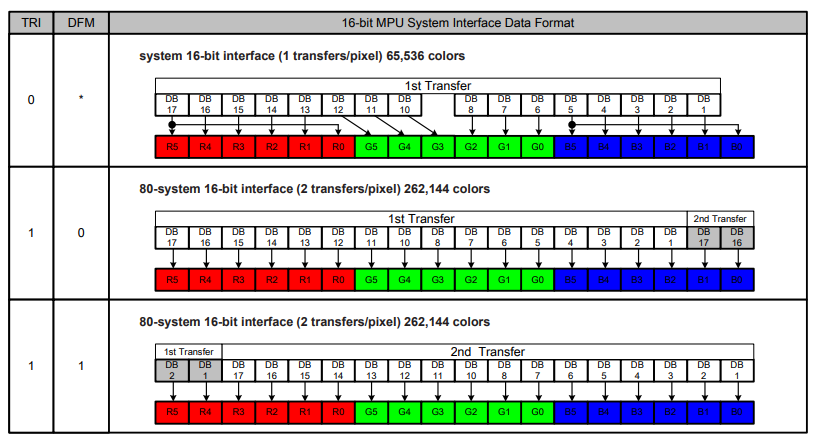 TRI DFM 16-bit MPU System Interface Data Format
system 16-bit interface (1 transfers/pixel) 65,536 colors
1st Transfer
0 * DB 17 DB 16 DB 15 DB 14 DB 13 DB 12 DB 11 DB 10 DB 8 DB 7 DB 6 DB 5 DB 4 DB 3 DB 2 DB 1
R5 R4 R3 R2 R1 R0 G5 G4 G3 G2 G1 G0 B5 B4 B3 B2 B1 B0
80-system 16-bit interface (2 transfers/pixel) 262,144 colors
1st Transfer 2nd Transfer
1 0 DB 17 DB 16 DB 15 DB 14 DB 13 DB 12 DB 11 DB 10 DB 8 DB 7 DB 6 DB 5 DB 4 DB 3 DB 2 DB 1 DB 17 DB 16
R5 R4 R3 R2 R1 R0 G5 G4 G3 G2 G1 G0 B5 B4 B3 B2 B1 B0
80-system 16-bit interface (2 transfers/pixel) 262,144 colors
1st Transfer 2nd Transfer
1 1 DB 2 DB 1 DB 17 DB 16 DB 15 DB 14 DB 13 DB 12 DB 11 DB 10 DB 8 DB 7 DB 6 DB 5 DB 4 DB 3 DB 2 DB 1
R5 R4 R3 R2 R1 R0 G5 G4 G3 G2 G1 G0 B5 B4 B3 B2 B1 B0